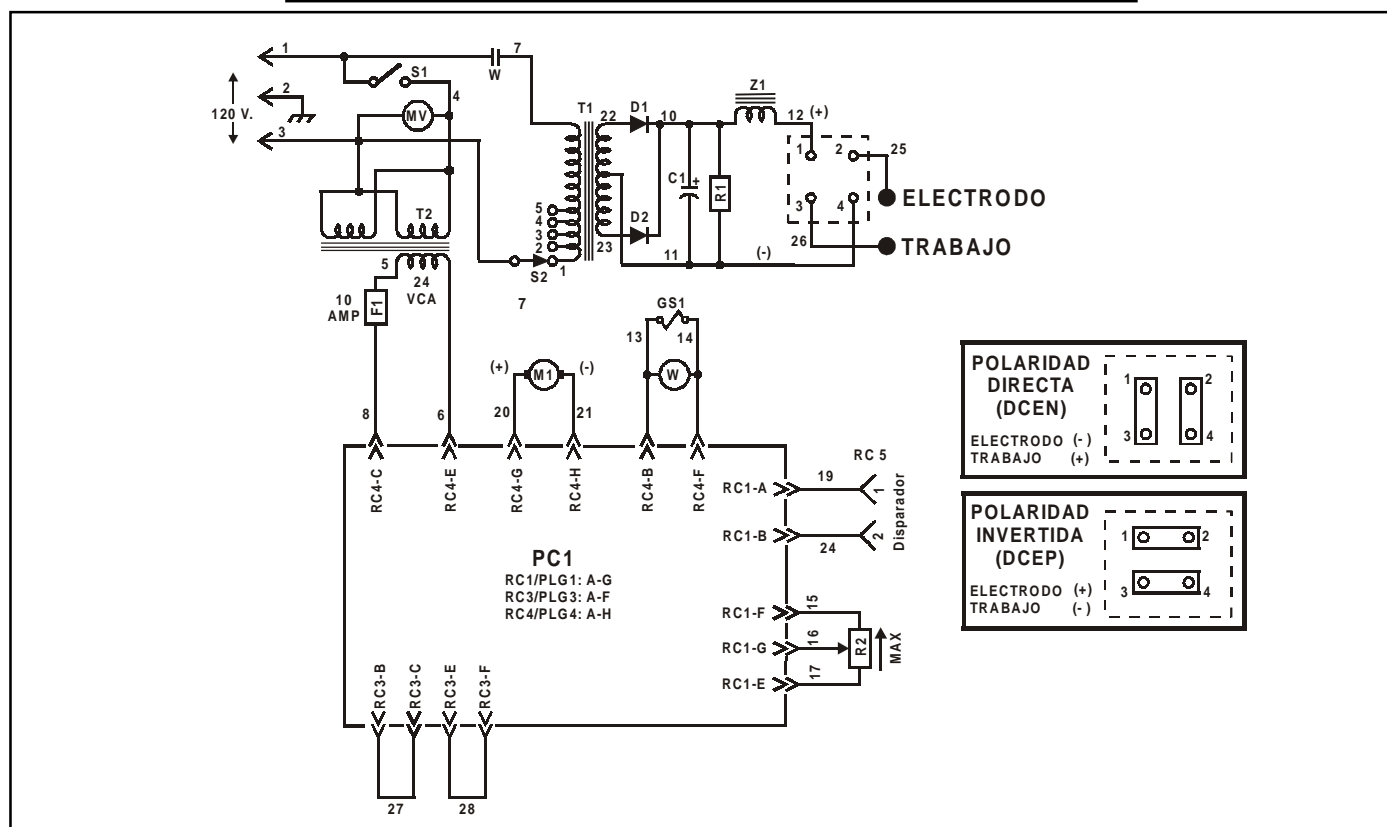 1
7
W
S1
2
4
120 V.
MV
3
T1
22
D1
10
Z1
12
(+)
1
2
25
C1
+
R1
ELECTRODO
3
4
5
4
3
2
D2
23
26
TRABAJO
T2
11
(-)
S2
1
5
24
VCA
10
AMP
F1
7
GS1
13
14
(+)
M1
(-)
W
8
6
20
21
RC4-C
RC4-E
RC4-G
RC4-H
RC4-B
RC4-F
RC 5
RC1-A
19
1
RC1-B
24
2
Disparador
PC1
RC1/PLG1: A-G
RC3/PLG3: A-F
RC4/PLG4: A-H
RC1-F
15
RC1-G
16
R2
MAX
RC1-E
17
RC3-B
RC3-C
RC3-E
RC3-F
27
28
POLARIDAD
DIRECTA
(DCEN)
ELECTRODO (-)
TRABAJO (+)
1
2
3
4
POLARIDAD
INVERTIDA
(DCEP)
ELECTRODO (+)
TRABAJO (-)
1
2
3
4